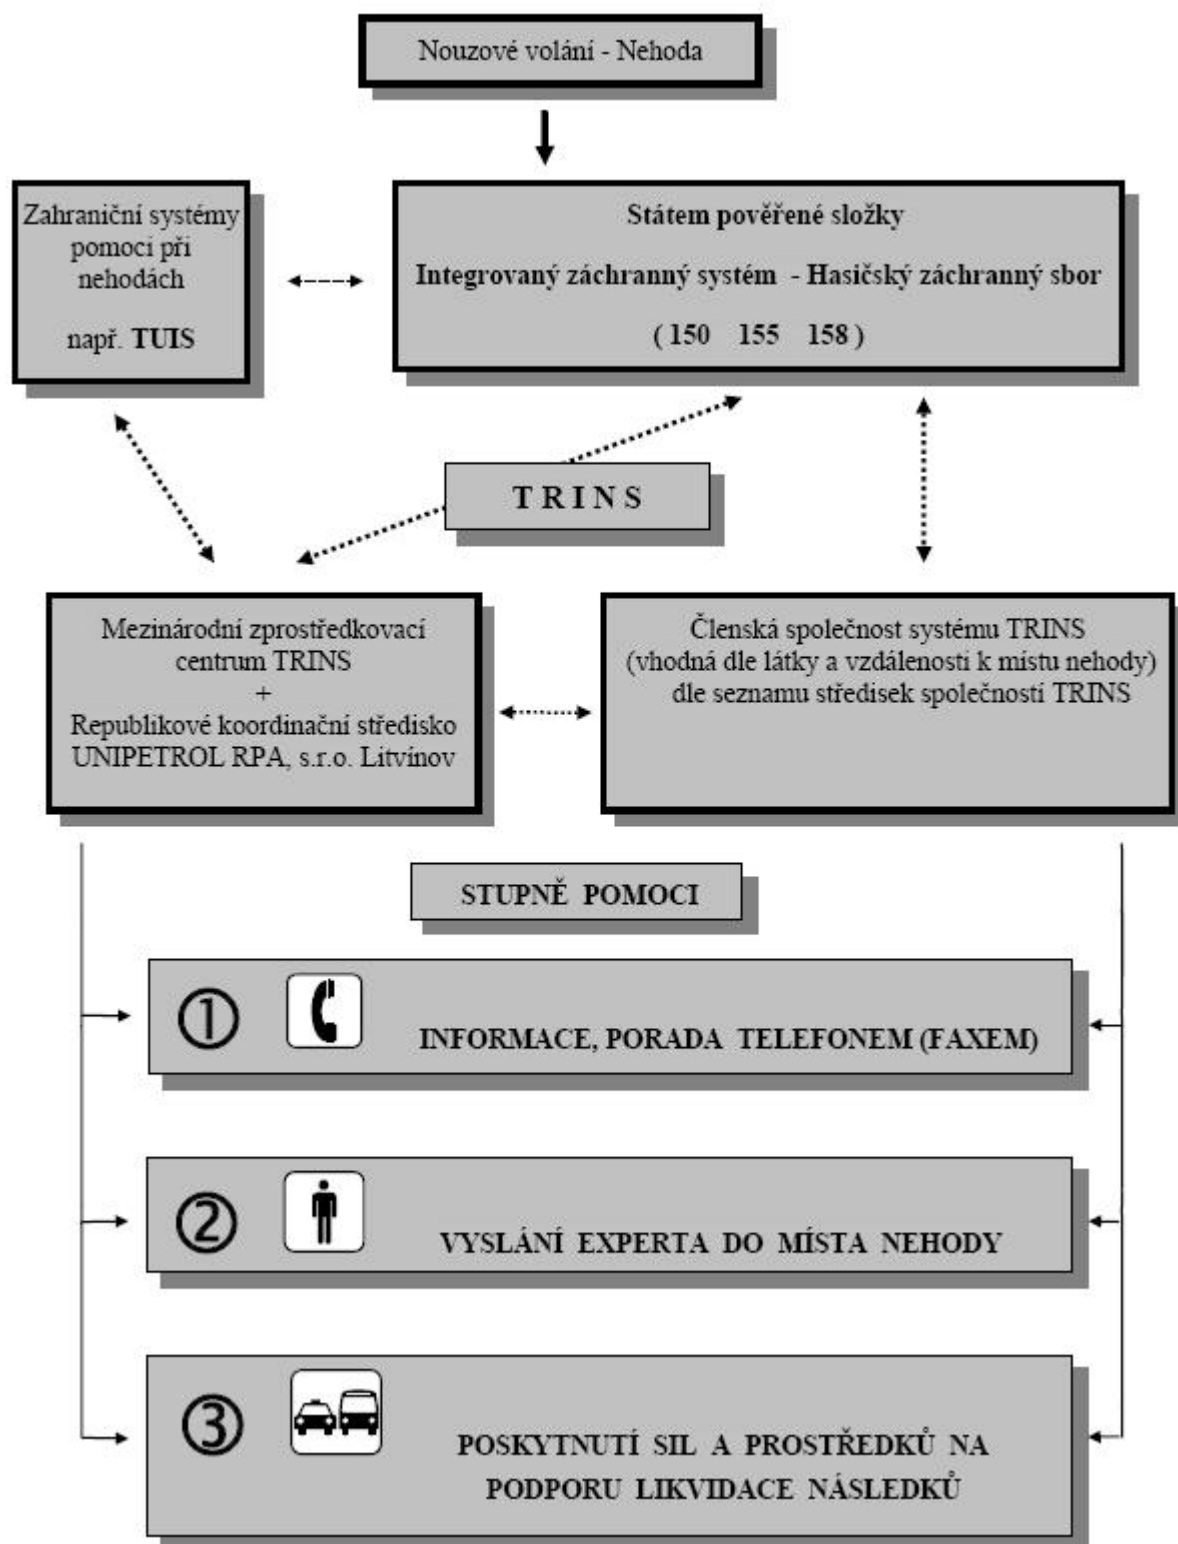 Nouzové volání - Nehoda
Zahraniční systémy
pomoci při
nehodách
např. TUIS
Státem pověřené složky
Integrovaný záchranný systém - Hasičský záchranný sbor
( 150 155 158 )
T R I N S
Mezinárodní zprostředkovací
centrum TRINS
+
Republikové koordinační středisko
UNIPETROL RPA, s.r.o. Litvínov
Členská společnost systému TRINS
(vhodná dle látky a vzdálenosti k místu nehody)
dle seznamu středisek společností TRINS
STUPNĚ POMOCI
①
INFORMACE, PORADA TELEFONEM (FAXEM)
②
VYSLÁNÍ EXPERTA DO MÍSTA NEHODY
③
POSKYTNUTÍ SIL A PROSTŘEDKŮ NA
PODPORU LIKVIDACE NÁSLEDKŮ